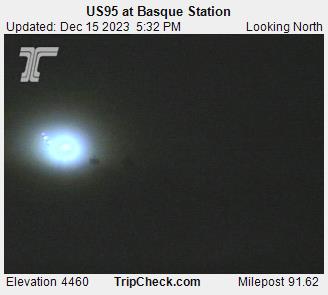 US95 at Basque Station
Updated: Dec 15 2023 5:32 PM Looking North
Elevation 4460 TripCheck.com Milepost 91.62